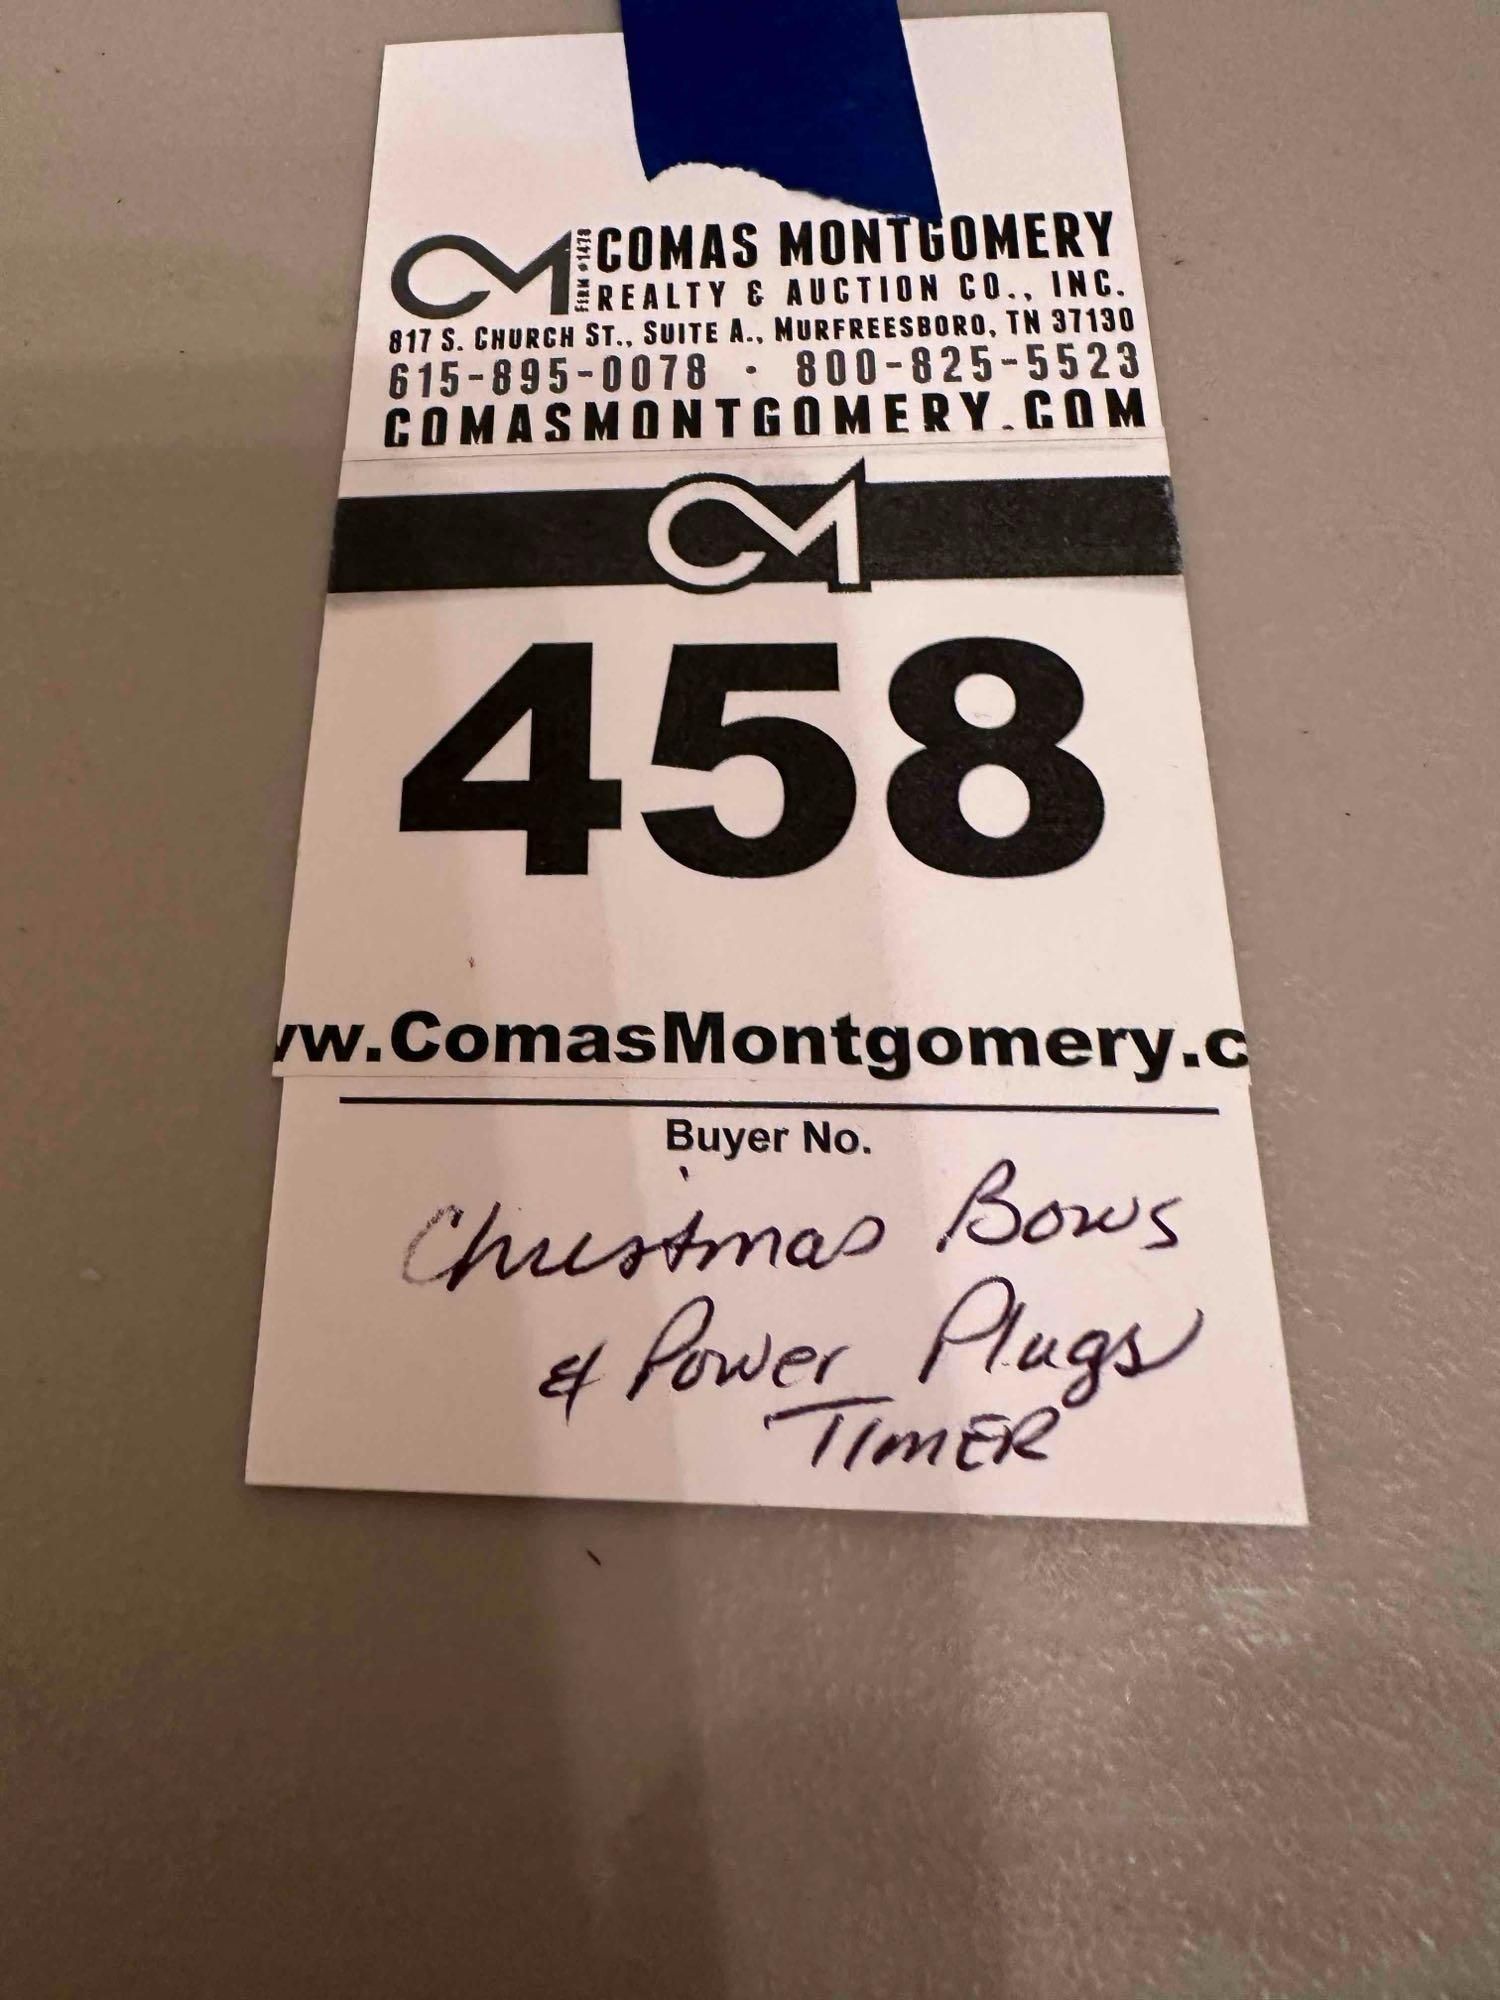 CM FIRM #1478 COMAS MONTGOMERY
REALTY & AUCTION CO., INC.
817 S. CHURCH ST., SUITE A., MURFREESBORO, TN 37130
615-895-0078 · 800-825-5523
COMASMONTGOMERY.COM
CM
458
ww.ComasMontgomery.c
Buyer No.
Christmas Bows
& Power Plugs
TIMER